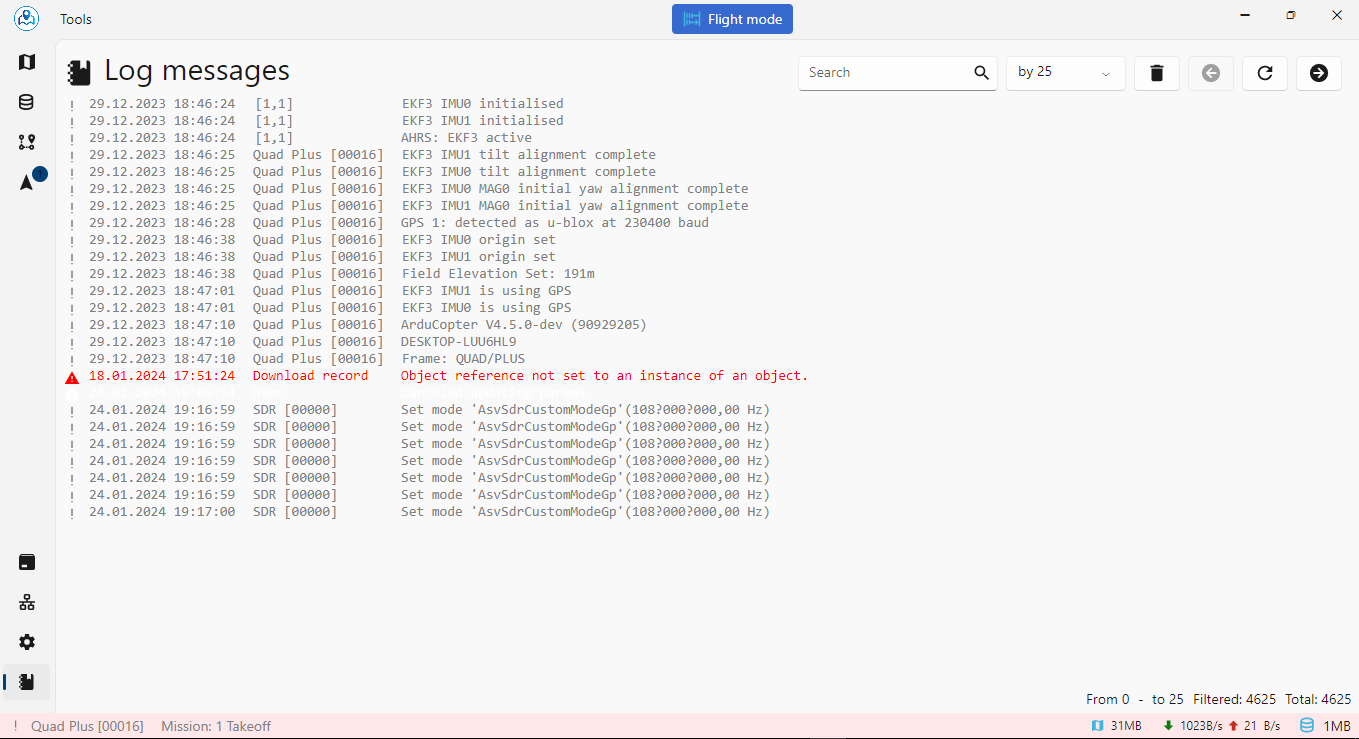 Tools
Flight mode
Log messages
Search
by 25
! 29.12.2023 18:46:24 [1,1] EKF3 IMU0 initialised
! 29.12.2023 18:46:24 [1,1] EKF3 IMU1 initialised
! 29.12.2023 18:46:24 [1,1] AHRS: EKF3 active
! 29.12.2023 18:46:25 Quad Plus [00016] EKF3 IMU1 tilt alignment complete
! 29.12.2023 18:46:25 Quad Plus [00016] EKF3 IMU0 tilt alignment complete
! 29.12.2023 18:46:25 Quad Plus [00016] EKF3 IMU0 MAG0 initial yaw alignment complete
! 29.12.2023 18:46:25 Quad Plus [00016] EKF3 IMU1 MAG0 initial yaw alignment complete
! 29.12.2023 18:46:28 Quad Plus [00016] GPS 1: detected as u-blox at 230400 baud
! 29.12.2023 18:46:38 Quad Plus [00016] EKF3 IMU0 origin set
! 29.12.2023 18:46:38 Quad Plus [00016] EKF3 IMU1 origin set
! 29.12.2023 18:46:38 Quad Plus [00016] Field Elevation Set: 191m
! 29.12.2023 18:47:01 Quad Plus [00016] EKF3 IMU1 is using GPS
! 29.12.2023 18:47:01 Quad Plus [00016] EKF3 IMU0 is using GPS
! 29.12.2023 18:47:10 Quad Plus [00016] ArduCopter V4.5.0-dev (90929205)
! 29.12.2023 18:47:10 Quad Plus [00016] DESKTOP-LUU6HL9
! 29.12.2023 18:47:10 Quad Plus [00016] Frame: QUAD/PLUS
18.01.2024 17:51:24 Download record Object reference not set to an instance of an object.
! 24.01.2024 19:16:59 SDR [00000] Set mode 'AsvSdrCustomModeGp'(108?000?000,00 Hz)
! 24.01.2024 19:16:59 SDR [00000] Set mode 'AsvSdrCustomModeGp'(108?000?000,00 Hz)
! 24.01.2024 19:16:59 SDR [00000] Set mode 'AsvSdrCustomModeGp'(108?000?000,00 Hz)
! 24.01.2024 19:16:59 SDR [00000] Set mode 'AsvSdrCustomModeGp'(108?000?000,00 Hz)
! 24.01.2024 19:16:59 SDR [00000] Set mode 'AsvSdrCustomModeGp'(108?000?000,00 Hz)
! 24.01.2024 19:16:59 SDR [00000] Set mode 'AsvSdrCustomModeGp'(108?000?000,00 Hz)
! 24.01.2024 19:17:00 SDR [00000] Set mode 'AsvSdrCustomModeGp'(108?000?000,00 Hz)
From 0 - to 25 Filtered: 4625 Total: 4625
! Quad Plus [00016] Mission: 1 Takeoff
31MB 1023B/s 21 B/s 1MB